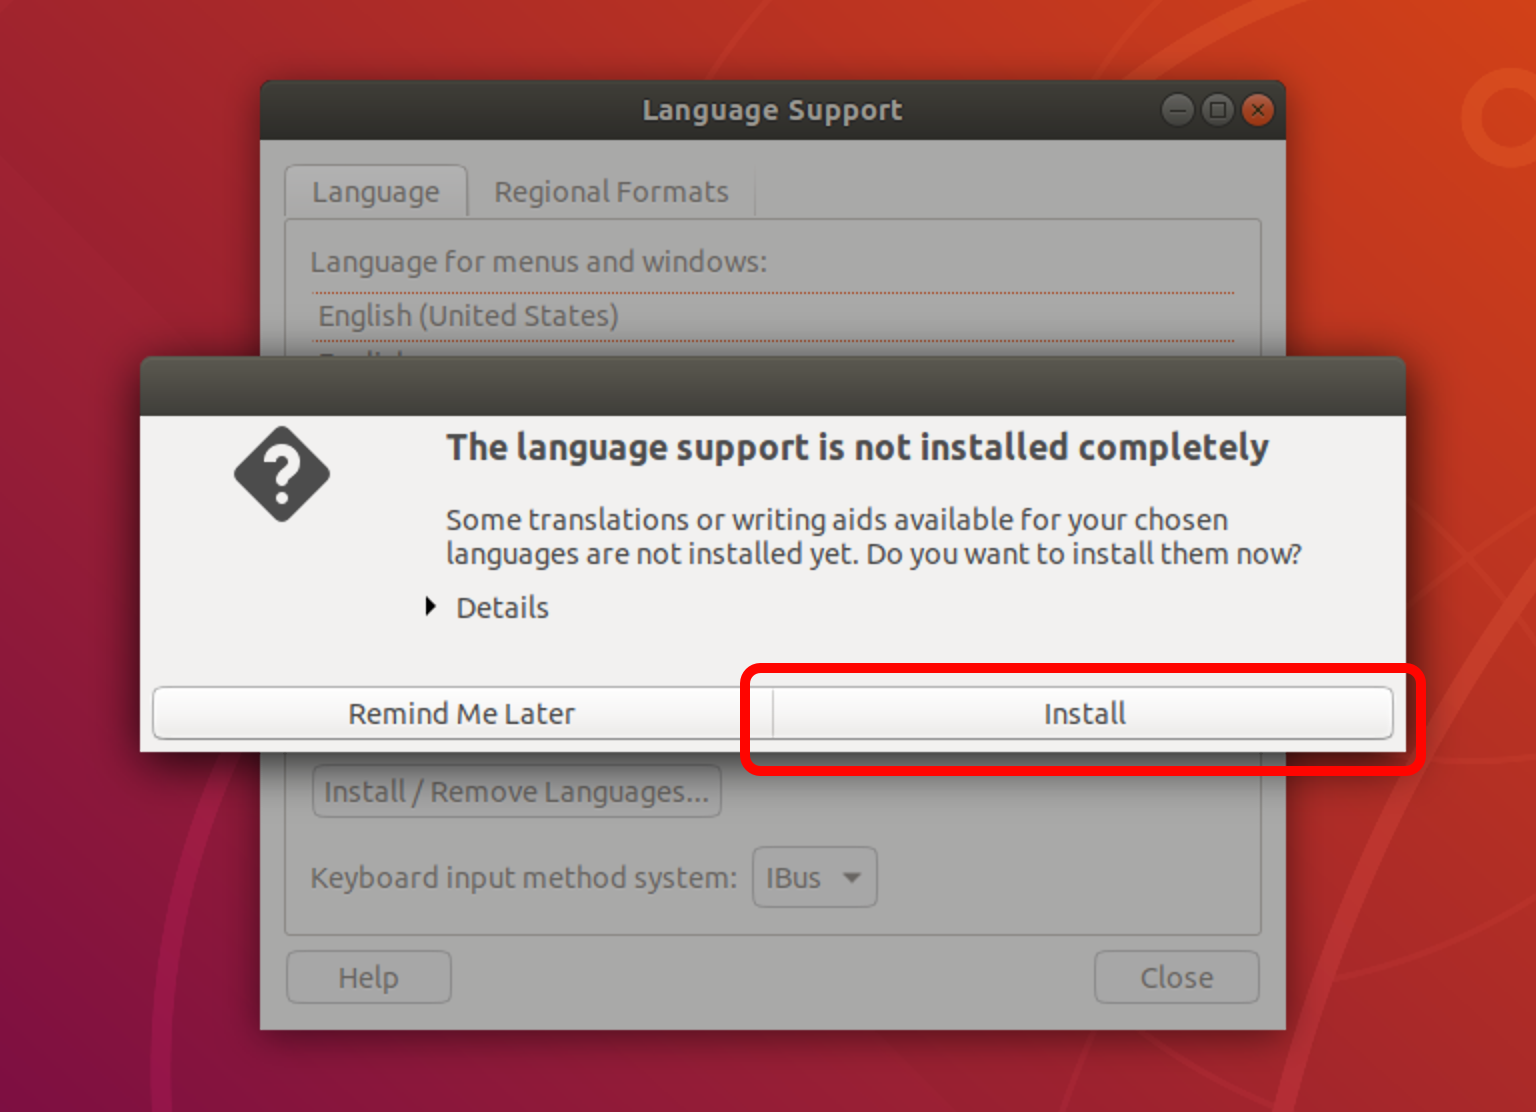 Language Support
Language Regional Formats
Language for menus and windows:
English (United States)
The language support is not installed completely
Some translations or writing aids available for your chosen
languages are not installed yet. Do you want to install them now?
Details
Remind Me Later Install
Install / Remove Languages...
Keyboard input method system: IBus
Help Close